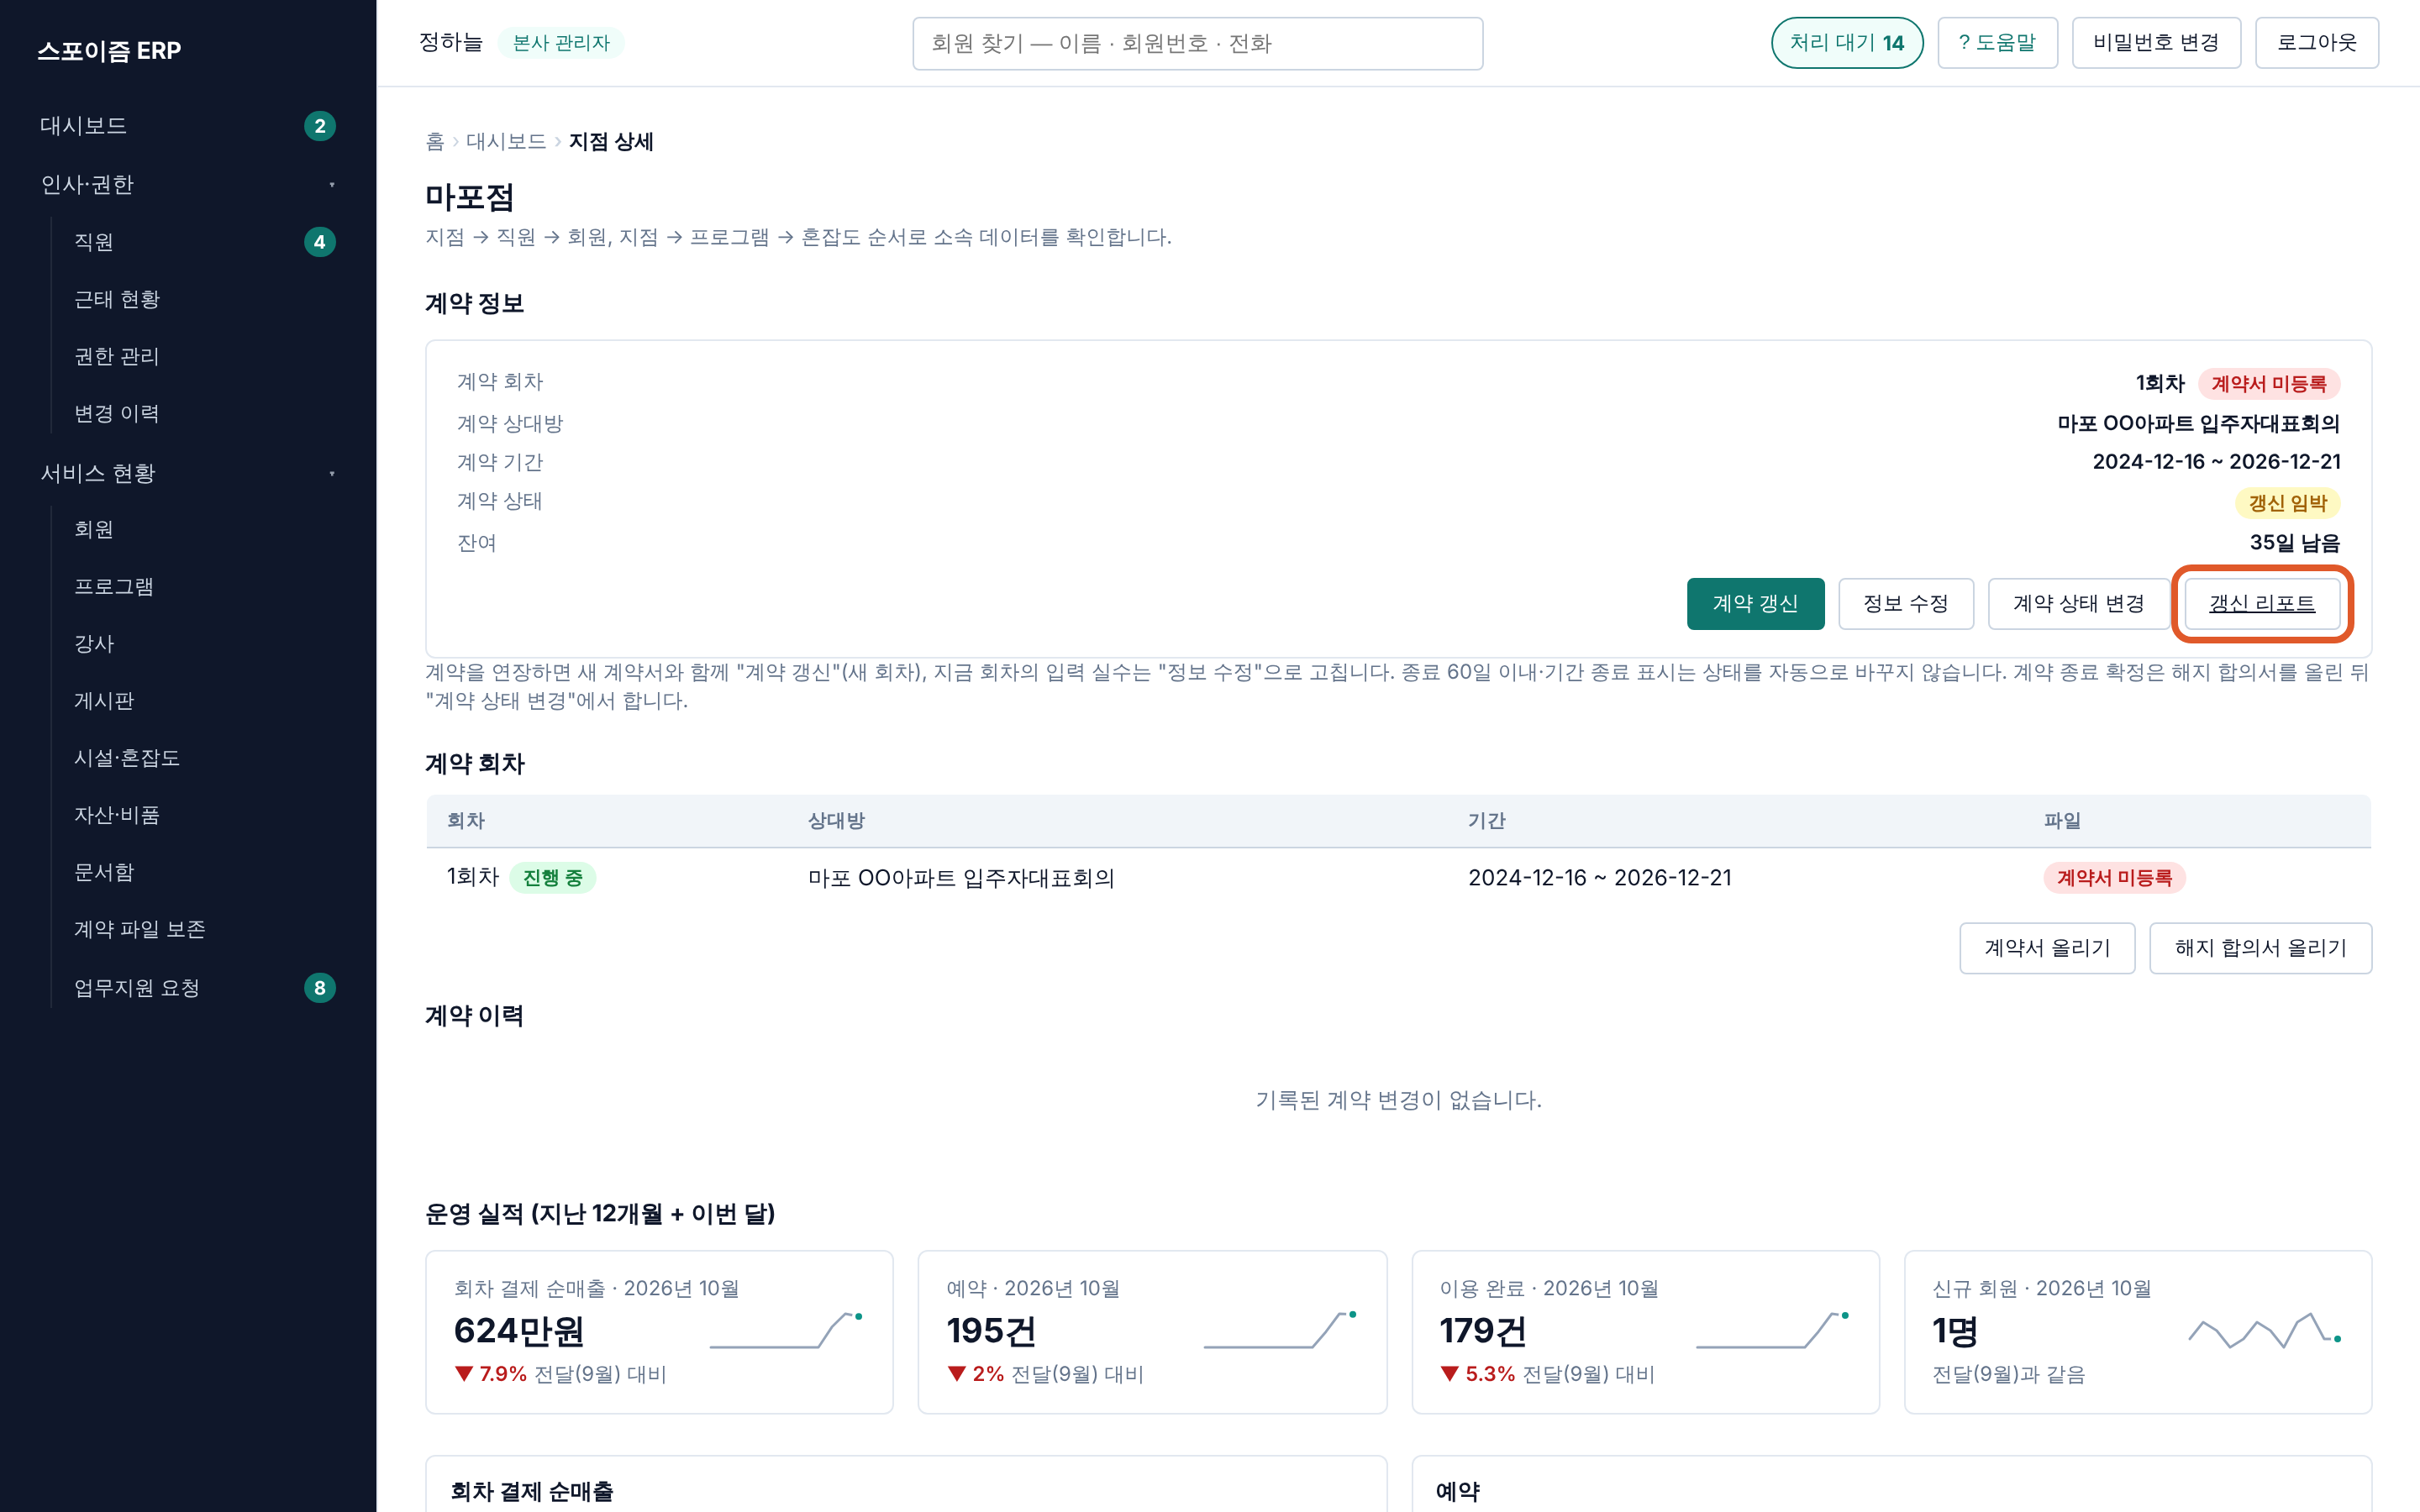 스포이즘 ERP
대시보드 2
인사·권한
직원 4
근태 현황
권한 관리
변경 이력
서비스 현황
회원
프로그램
강사
게시판
시설·혼잡도
자산·비품
문서함
계약 파일 보존
업무지원 요청 8
정하늘 본사 관리자 회원 찾기 — 이름 · 회원번호 · 전화 처리 대기 14 ? 도움말 비밀번호 변경 로그아웃
홈 › 대시보드 › 지점 상세
마포점
지점 → 직원 → 회원, 지점 → 프로그램 → 혼잡도 순서로 소속 데이터를 확인합니다.
계약 정보
계약 회차 1회차 계약서 미등록
계약 상대방 마포 OO아파트 입주자대표회의
계약 기간 2024-12-16 ~ 2026-12-21
계약 상태 갱신 임박
잔여 35일 남음
계약 갱신 정보 수정 계약 상태 변경 갱신 리포트
계약을 연장하면 새 계약서와 함께 "계약 갱신"(새 회차), 지금 회차의 입력 실수는 "정보 수정"으로 고칩니다. 종료 60일 이내·기간 종료 표시는 상태를 자동으로 바꾸지 않습니다. 계약 종료 확정은 해지 합의서를 올린 뒤
"계약 상태 변경"에서 합니다.
계약 회차
회차 상대방 기간 파일
1회차 진행 중 마포 OO아파트 입주자대표회의 2024-12-16 ~ 2026-12-21 계약서 미등록
계약서 올리기 해지 합의서 올리기
계약 이력
기록된 계약 변경이 없습니다.
운영 실적 (지난 12개월 + 이번 달)
회차 결제 순매출 · 2026년 10월
624만원
▼ 7.9% 전달(9월) 대비
예약 · 2026년 10월
195건
▼ 2% 전달(9월) 대비
이용 완료 · 2026년 10월
179건
▼ 5.3% 전달(9월) 대비
신규 회원 · 2026년 10월
1명
전달(9월)과 같음
회차 결제 순매출
예약